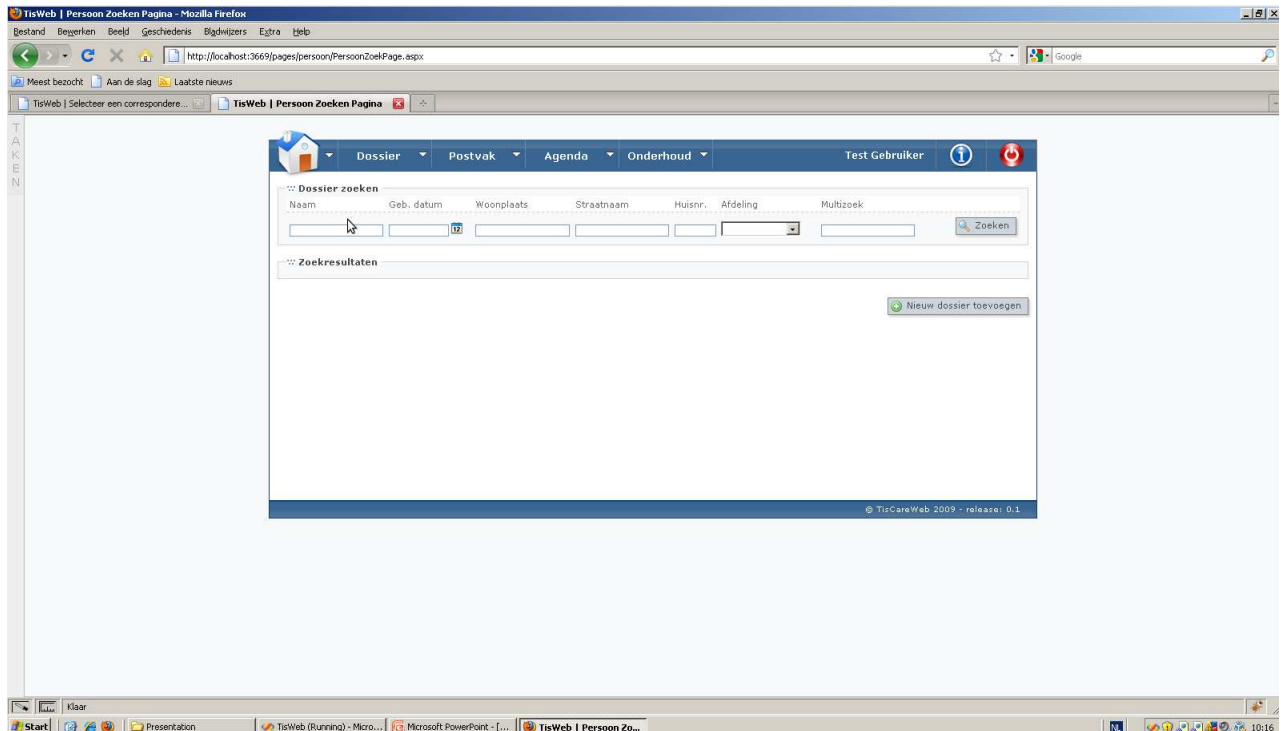 TisWeb | Persoon Zoeken Pagina - Mozilla Firefox
Bestand Bewerken Beeld Geschiedenis Bladwijzers Extra Help
http://localhost:3669/pages/persoon/PersoonZoekPage.aspx
Google
Meest bezocht Aan de slag Laatste nieuws
TisWeb | Selecteer een correspondere... TisWeb | Persoon Zoeken Pagina
TAKEN
Dossier Postvak Agenda Onderhoud Test Gebruiker
Dossier zoeken
Naam Geb. datum Woonplaats Straatnaam Huisnr. Afdeling Multizoek
12
Zoeken
Zoekresultaten
Nieuw dossier toevoegen
© TisCareWeb 2009 - release: 0.1
Klaar
Start Presentation TisWeb (Running) - Micro... Microsoft PowerPoint - [... TisWeb | Persoon Zo... NL 10:16